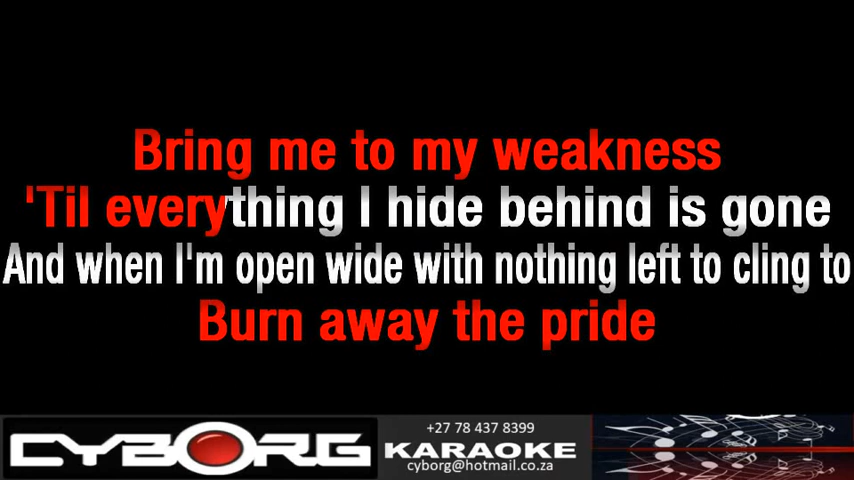 Bring me to my weakness
'Til everything I hide behind is gone
And when I'm open wide with nothing left to cling to
Burn away the pride
CYBORG
+27 78 437 8399
KARAOKE
cyborg@hotmail.co.za